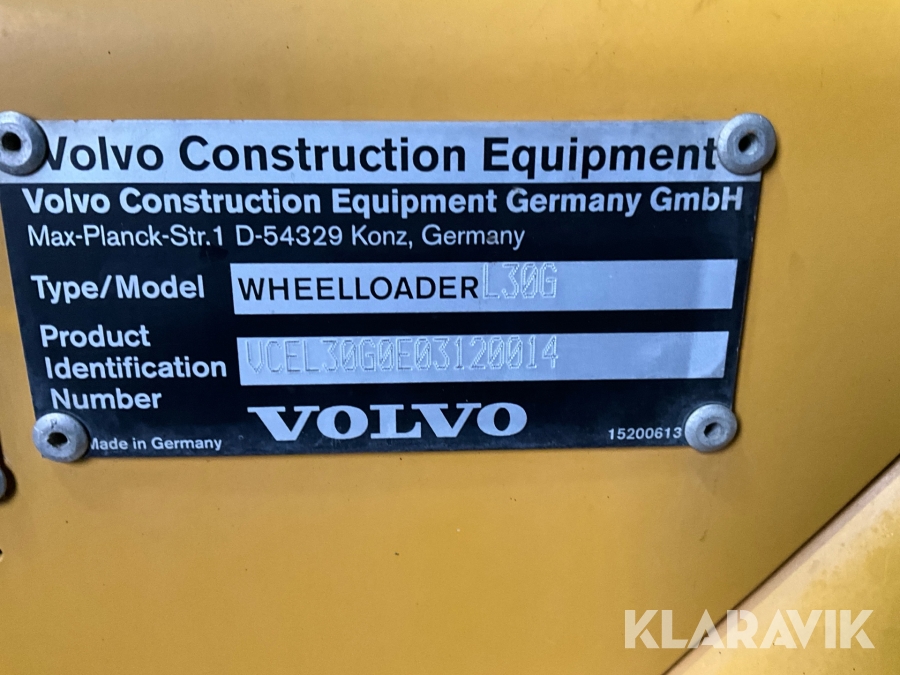 Volvo Construction Equipment
Volvo Construction Equipment Germany GmbH
Max-Planck-Str.1 D-54329 Konz, Germany
Type/Model WHEELLOADER L30G
Product
Identification VCEL30G0E03120014
Number
VOLVO
Made in Germany
15200613
KLARAVIK